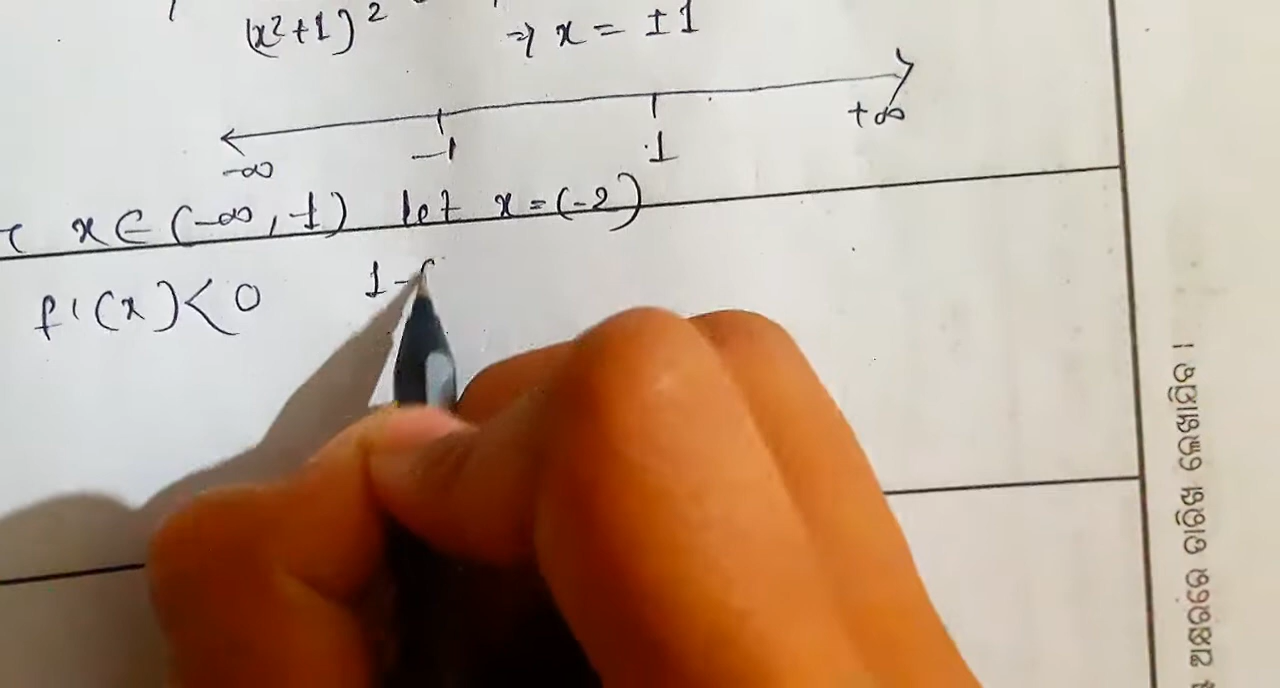 (x²+1)² ⇒ x = ±1
-∞ -1 1 +∞
x ∈ (-∞, -1) let x = (-2)
f'(x) < 0 1-(
ତାରିଖ ଲେଖାଯିବ ।